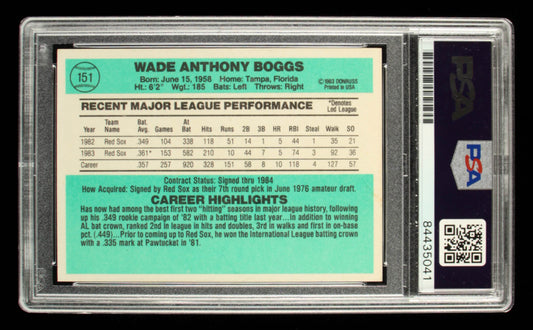 151
WADE ANTHONY BOGGS
Born: June 15, 1958 Home: Tampa, Florida
Ht.: 6'2" Wgt.: 185 Bats: Left Throws: Right
©1983 DONRUSS
Printed in USA
RECENT MAJOR LEAGUE PERFORMANCE
*Denotes
Led League
Year Team Name Bat. Avg. Games At Bat Hits Runs 2B 3B HR RBI Steal Walk SO
1982 Red Sox .349 104 338 118 51 14 1 5 44 1 35 21
1983 Red Sox .361* 153 582 210 100 44 7 5 74 3 92 36
Career .357 257 920 328 151 58 8 10 118 4 127 57
Contract Status: Signed thru 1984
How Acquired: Signed by Red Sox as their 7th round pick in June 1976 amateur draft.
CAREER HIGHLIGHTS
Has now had among the best first two "hitting" seasons in major league history, following
up his .349 rookie campaign of '82 with a batting title last year...in addition to winning
AL bat crown, ranked 2nd in league in hits and doubles, 3rd in walks and first in on-base
pct. (.449)...Prior to coming up to Red Sox, he won the International League batting crown
with a .335 mark at Pawtucket in '81.
PSA
PSA
84435041